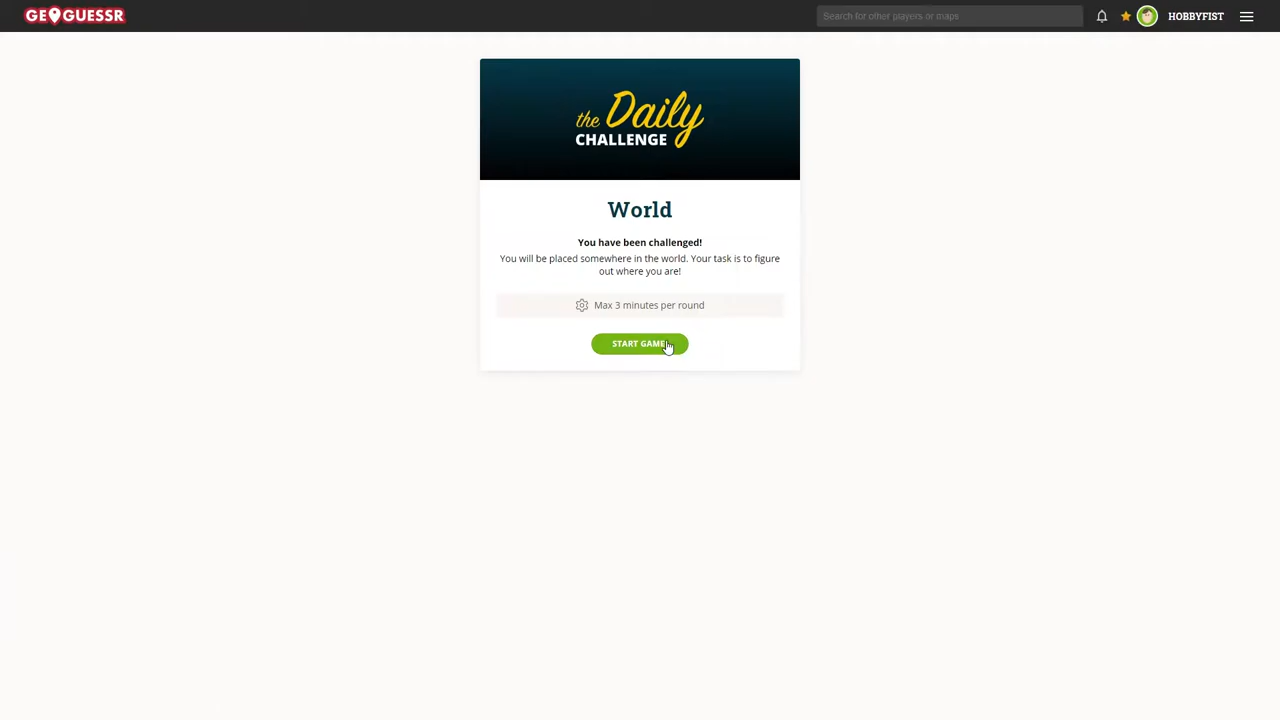 GEOGUESSR
Search for other players or maps
HOBBYFIST
the Daily
CHALLENGE
World
You have been challenged!
You will be placed somewhere in the world. Your task is to figure
out where you are!
Max 3 minutes per round
START GAME